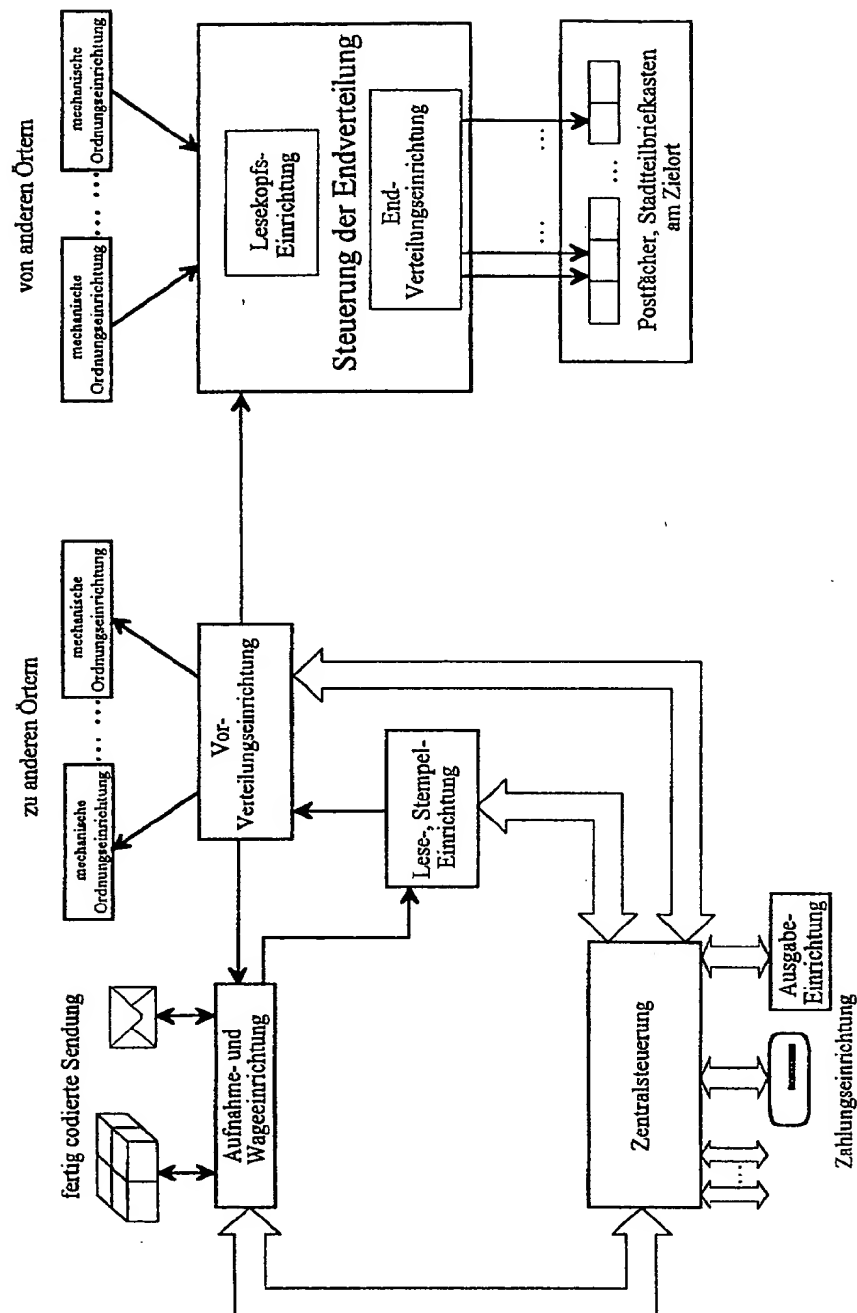 fertig codierte Sendung
Aufnahme- und
Wageeinrichtung
zu anderen Örtern
mechanische
Ordnungseinrichtung
... ...
mechanische
Ordnungseinrichtung
Vor-
Verteilungseinrichtung
Lese-, Stempel-
Einrichtung
Zentralsteuerung
...
Ausgabe-
Einrichtung
Zahlungseinrichtung
von anderen Örtern
mechanische
Ordnungseinrichtung
... ...
mechanische
Ordnungseinrichtung
Lesekopfs-
Einrichtung
Steuerung der Endverteilung
End-
Verteilungseinrichtung
...
...
...
Postfächer, Stadtteilbriefkasten
am Zielort